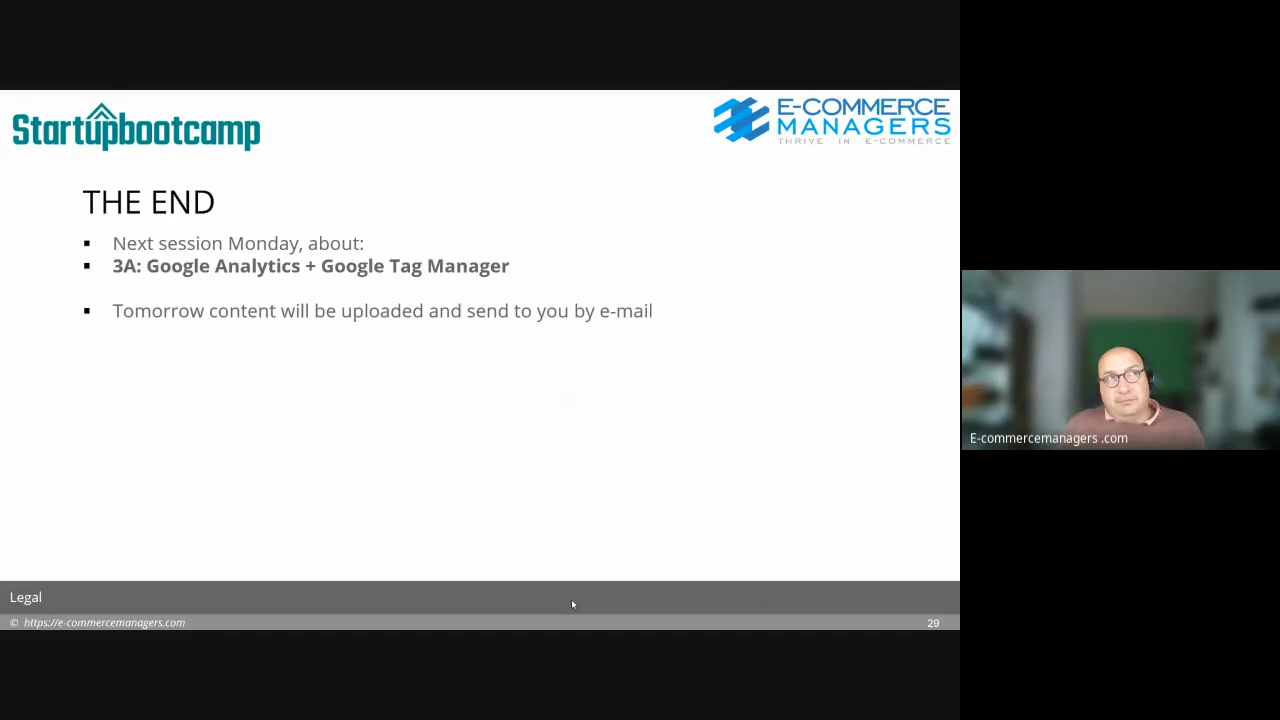 Startupbootcamp
E-COMMERCE
MANAGERS
THRIVE IN E-COMMERCE
THE END
Next session Monday, about:
3A: Google Analytics + Google Tag Manager
Tomorrow content will be uploaded and send to you by e-mail
E-commercemanagers .com
Legal
© https://e-commercemanagers.com
29